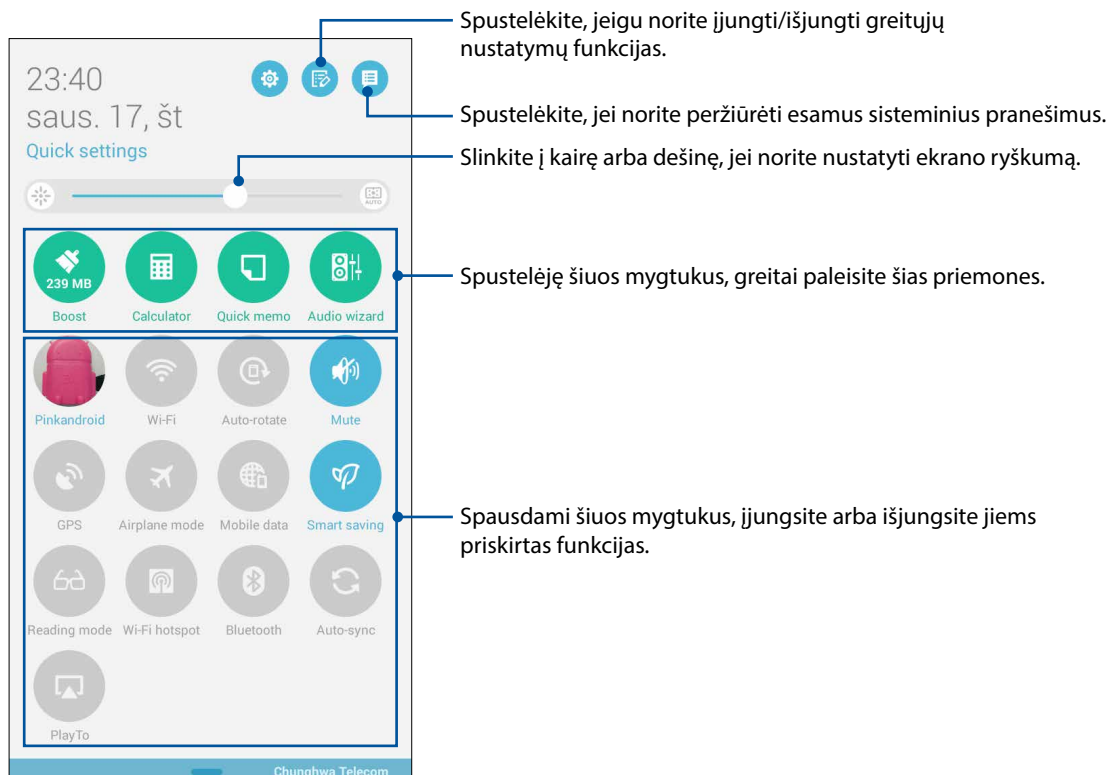 Spustelėkite, jeigu norite įjungti/išjungti greitųjų
nustatymų funkcijas.
23:40
saus. 17, št
Quick settings
Spustelėkite, jei norite peržiūrėti esamus sisteminius pranešimus.
Slinkite į kairę arba dešinę, jei norite nustatyti ekrano ryškumą.
AUTO
239 MB
Boost Calculator Quick memo Audio wizard
Spustelėję šiuos mygtukus, greitai paleisite šias priemones.
Pinkandroid Wi-Fi Auto-rotate Mute
GPS Airplane mode Mobile data Smart saving
Spausdami šiuos mygtukus, įjungsite arba išjungsite jiems
priskirtas funkcijas.
Reading mode Wi-Fi hotspot Bluetooth Auto-sync
PlayTo
Chunghwa Telecom